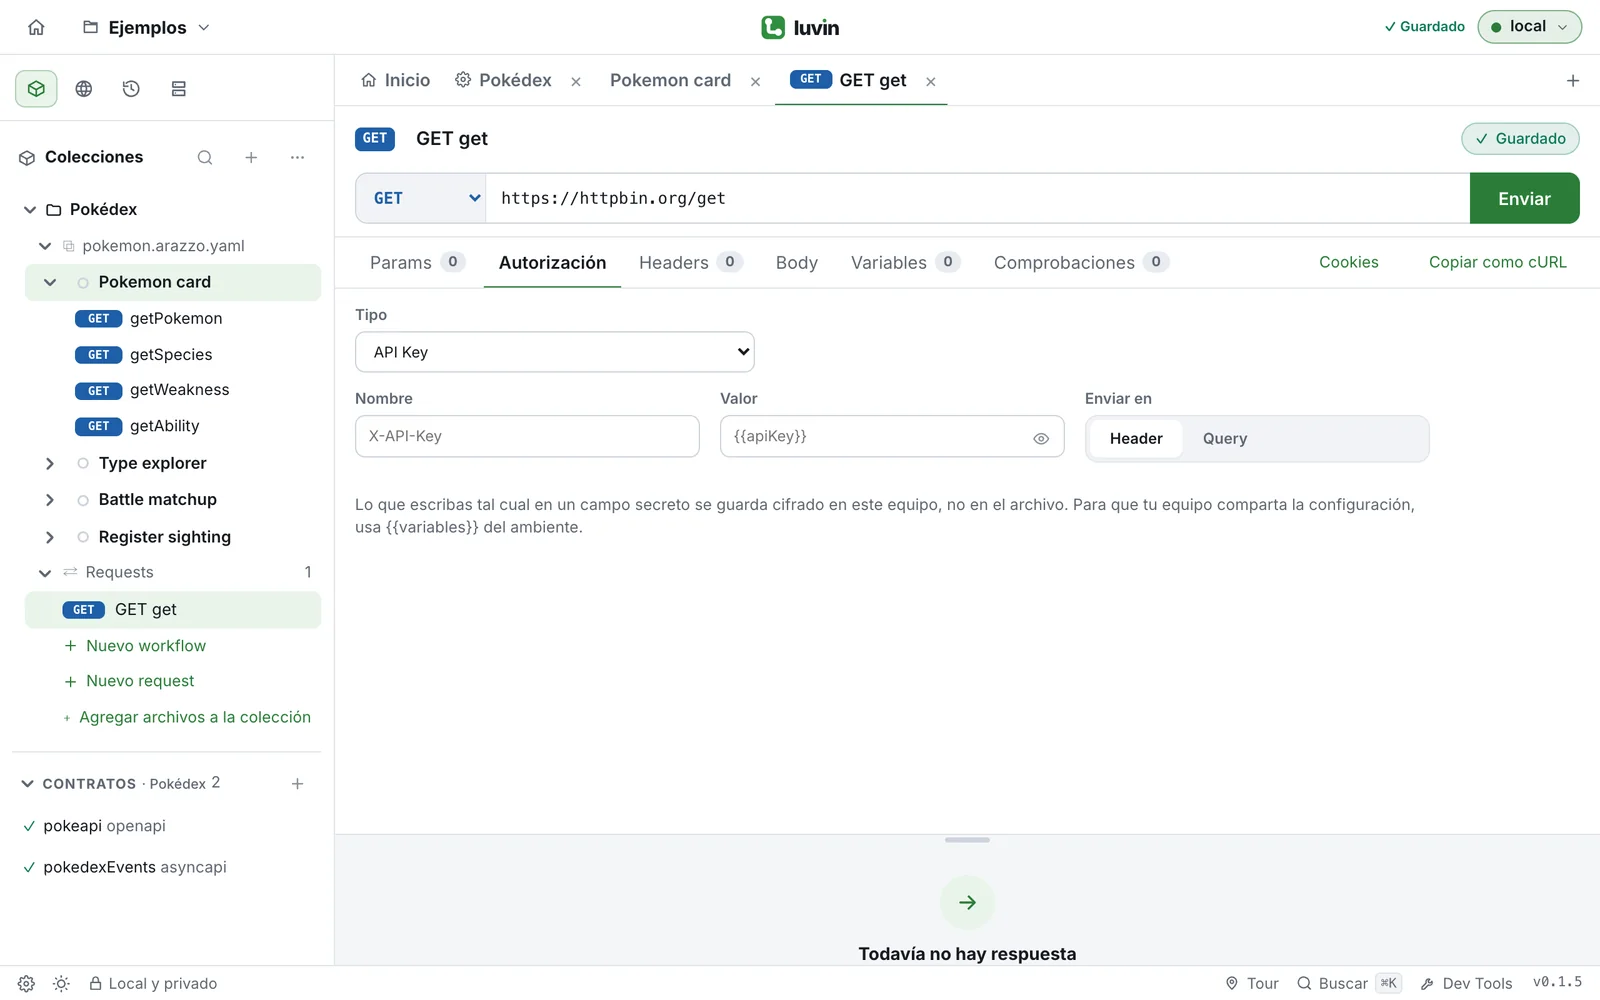 Ejemplos
luvin
Guardado
local
Inicio
Pokédex
Pokemon card
GET GET get
Colecciones
GET GET get
Guardado
GET https://httpbin.org/get Enviar
Pokédex
pokemon.arazzo.yaml
Pokemon card
GET getPokemon
GET getSpecies
GET getWeakness
GET getAbility
Type explorer
Battle matchup
Register sighting
Requests 1
GET GET get
+ Nuevo workflow
+ Nuevo request
+ Agregar archivos a la colección
CONTRATOS · Pokédex 2
pokeapi openapi
pokedexEvents asyncapi
Params 0 Autorización Headers 0 Body Variables 0 Comprobaciones 0 Cookies Copiar como cURL
Tipo
API Key
Nombre Valor Enviar en
X-API-Key {{apiKey}} Header Query
Lo que escribas tal cual en un campo secreto se guarda cifrado en este equipo, no en el archivo. Para que tu equipo comparta la configuración,
usa {{variables}} del ambiente.
Todavía no hay respuesta
Local y privado
Tour Buscar ⌘K Dev Tools v0.1.5